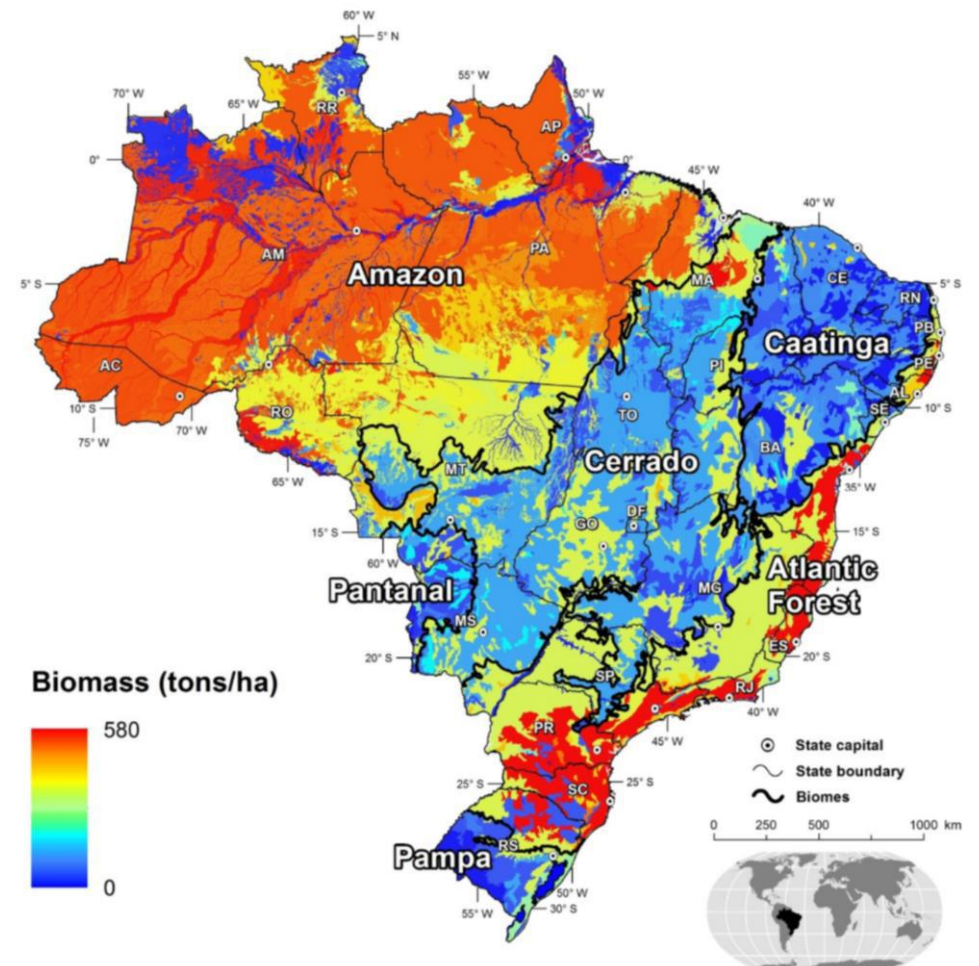 60° W
5° N
55° W
70° W
65° W
50° W
RR
AP
0°
0°
45° W
40° W
AM
PA
Amazon
MA
CE
5° S
5° S
RN
PB
Caatinga
PE
AC
PI
AL
10° S
TO
SE
10° S
75° W
70° W
RO
BA
Cerrado
MT
65° W
35° W
GO
DF
15° S
15° S
60° W
Atlantic
Forest
Pantanal
MG
MS
ES
20° S
20° S
SP
Biomass (tons/ha)
RJ
40° W
580
PR
45° W
State capital
State boundary
Biomes
25° S
SC
25° S
0 250 500 1000 km
RS
Pampa
0
50° W
55° W
30° S